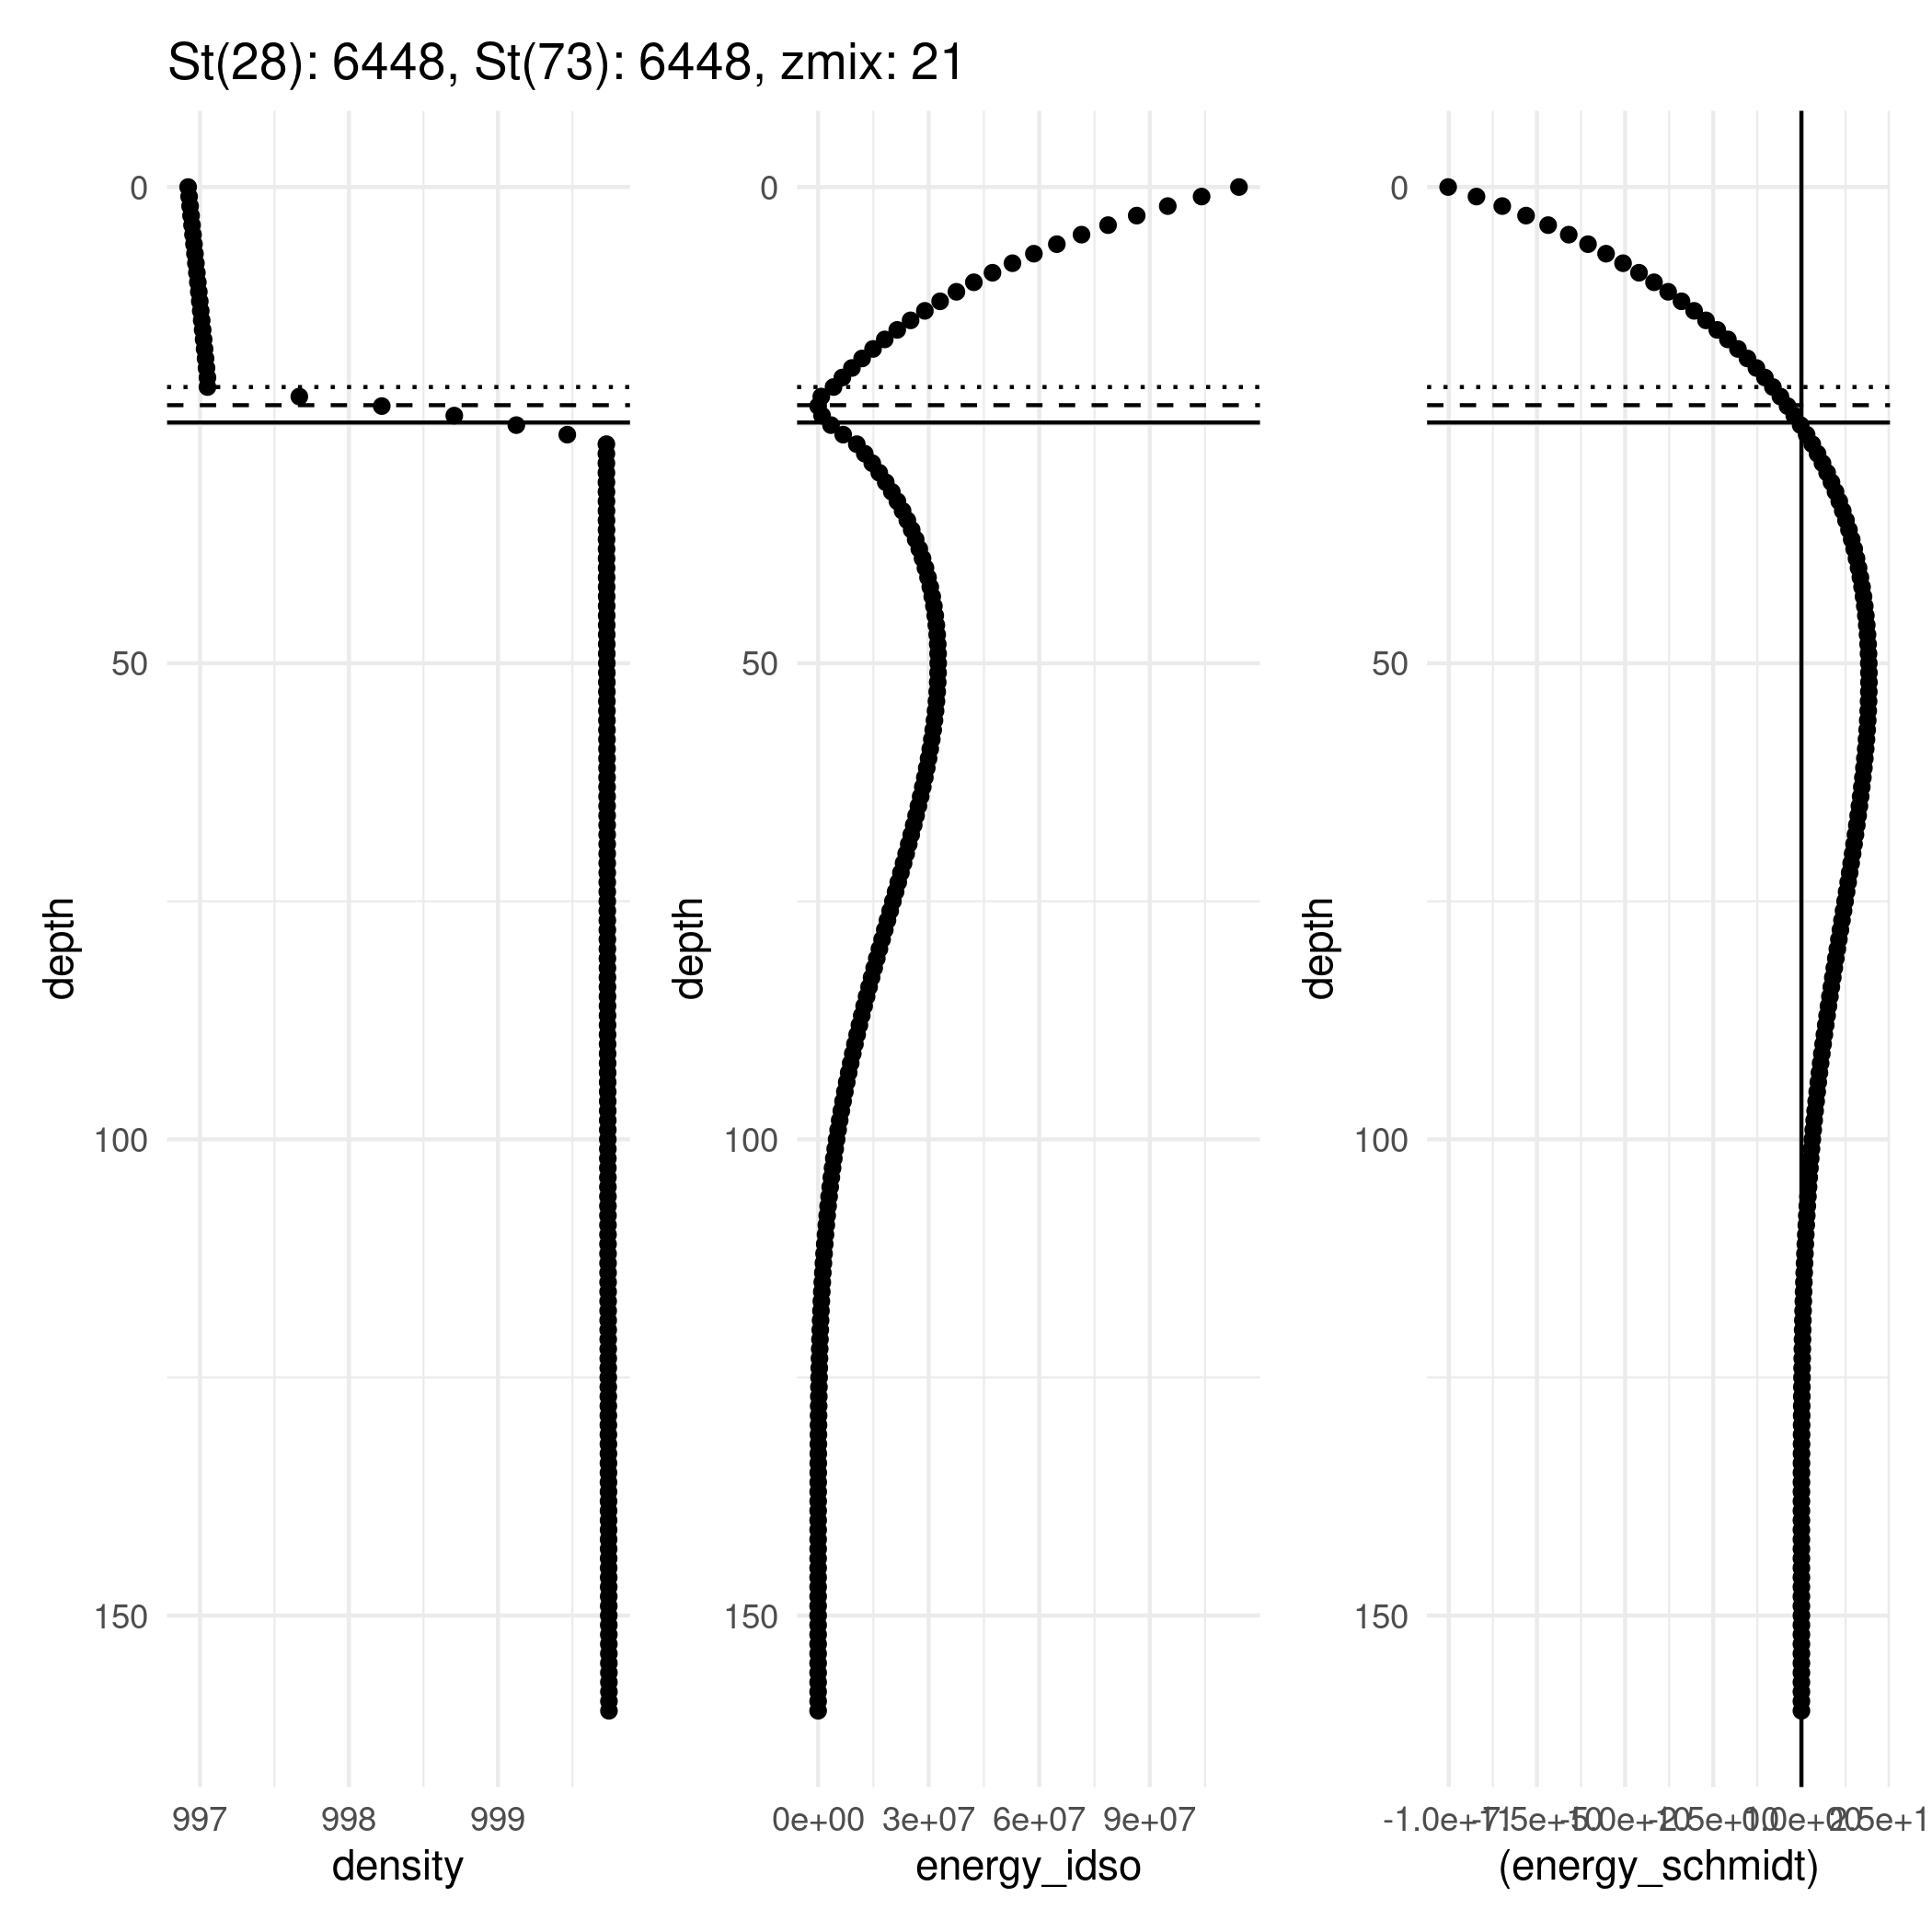 St(28): 6448, St(73): 6448, zmix: 21
0
50
100
150
depth
997 998 999
density
0
50
100
150
depth
0e+00 3e+07 6e+07 9e+07
energy_idso
0
50
100
150
depth
(energy_schmidt)